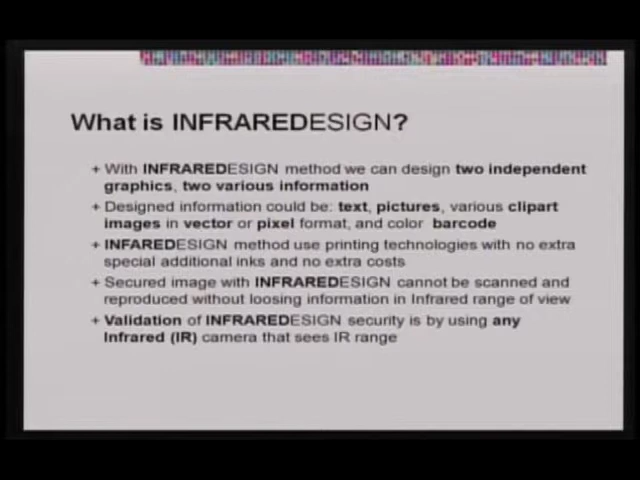 What is INFRAREDESIGN?
+ With INFRAREDESIGN method we can design two independent
graphics, two various information
+ Designed information could be: text, pictures, various clipart
images in vector or pixel format, and color barcode
+ INFAREDESIGN method use printing technologies with no extra
special additional inks and no extra costs
+ Secured image with INFRAREDESIGN cannot be scanned and
reproduced without loosing information in Infrared range of view
+ Validation of INFRAREDESIGN security is by using any
Infrared (IR) camera that sees IR range